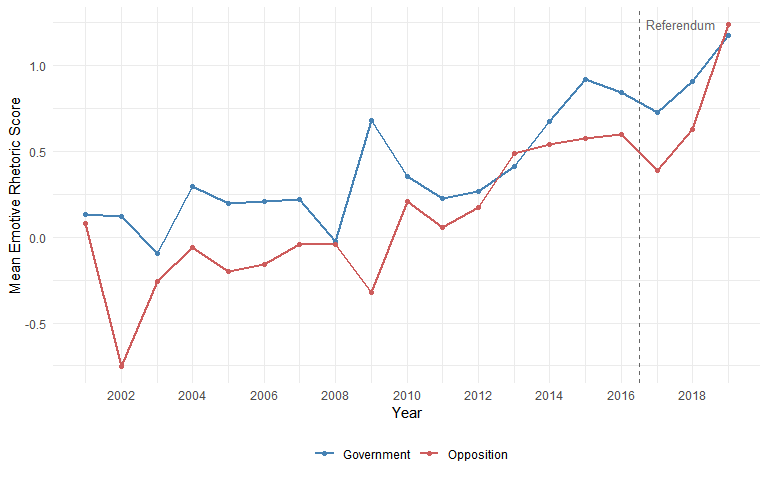 Referendum
1.0
0.5
0.0
-0.5
Mean Emotive Rhetoric Score
2002 2004 2006 2008 2010 2012 2014 2016 2018
Year
Government Opposition